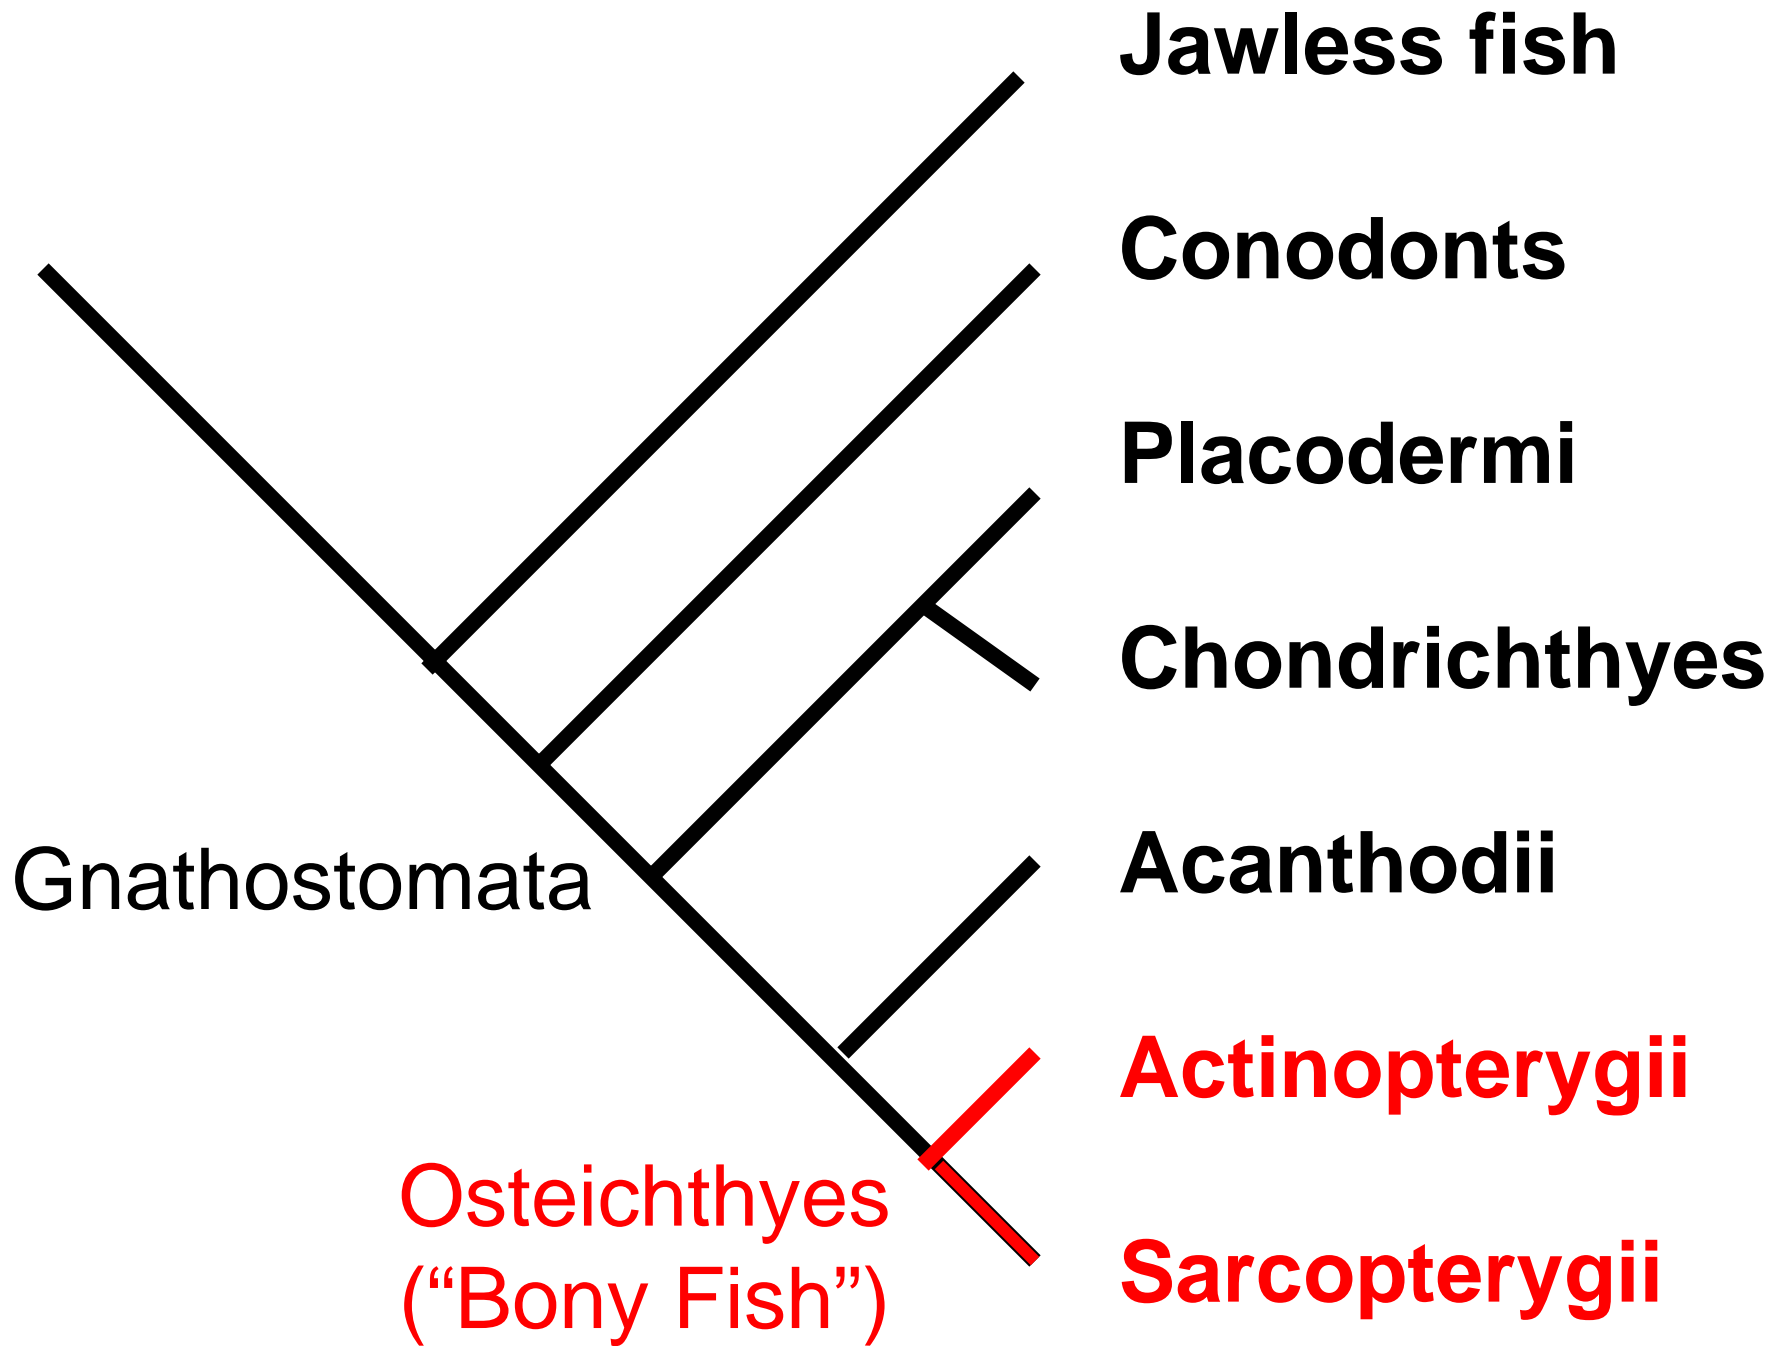 Jawless fish
Conodonts
Placodermi
Chondrichthyes
Gnathostomata
Acanthodii
Actinopterygii
Osteichthyes
(“Bony Fish”)
Sarcopterygii